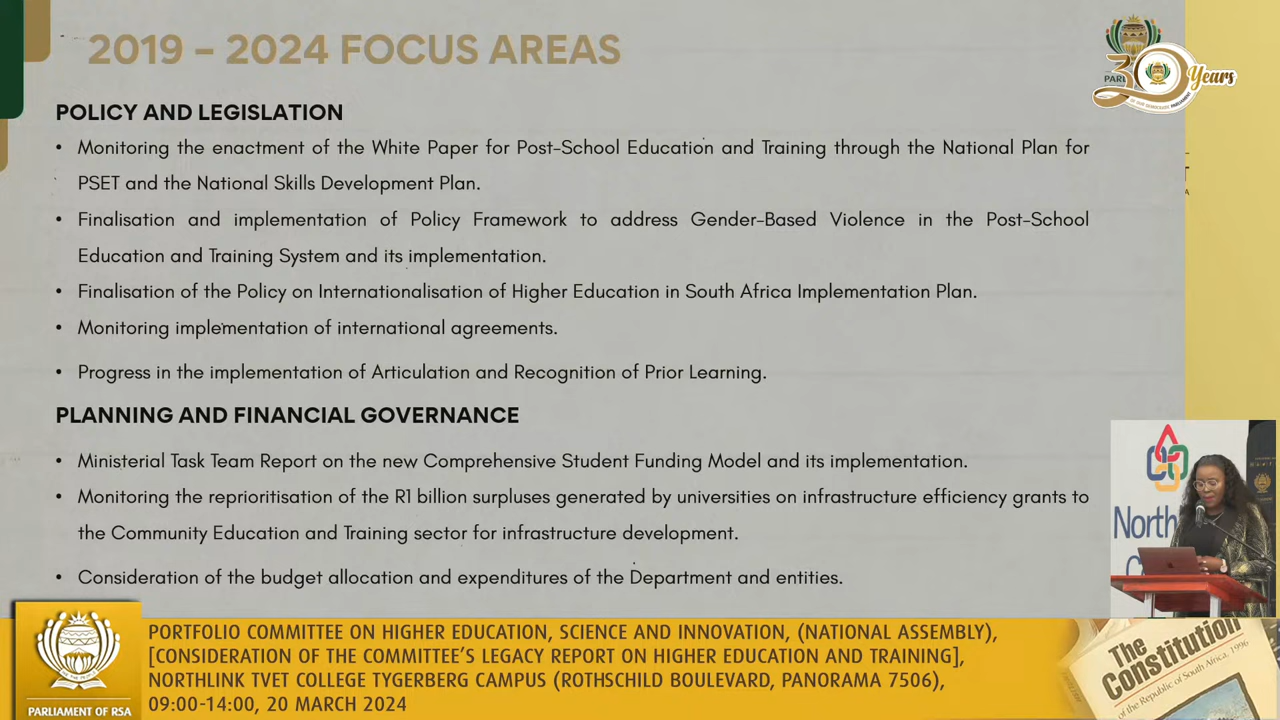 2019 – 2024 FOCUS AREAS
30 Years
POLICY AND LEGISLATION
• Monitoring the enactment of the White Paper for Post-School Education and Training through the National Plan for
PSET and the National Skills Development Plan.
• Finalisation and implementation of Policy Framework to address Gender-Based Violence in the Post-School
Education and Training System and its implementation.
• Finalisation of the Policy on Internationalisation of Higher Education in South Africa Implementation Plan.
• Monitoring implementation of international agreements.
• Progress in the implementation of Articulation and Recognition of Prior Learning.
PLANNING AND FINANCIAL GOVERNANCE
• Ministerial Task Team Report on the new Comprehensive Student Funding Model and its implementation.
• Monitoring the reprioritisation of the R1 billion surpluses generated by universities on infrastructure efficiency grants to
the Community Education and Training sector for infrastructure development.
• Consideration of the budget allocation and expenditures of the Department and entities.
North
PORTFOLIO COMMITTEE ON HIGHER EDUCATION, SCIENCE AND INNOVATION, (NATIONAL ASSEMBLY),
[CONSIDERATION OF THE COMMITTEE'S LEGACY REPORT ON HIGHER EDUCATION AND TRAINING],
NORTHLINK TVET COLLEGE TYGERBERG CAMPUS (ROTHSCHILD BOULEVARD, PANORAMA 7506),
09:00-14:00, 20 MARCH 2024
PARLIAMENT OF RSA
The
Constitution
of the Republic of South Africa, 1996